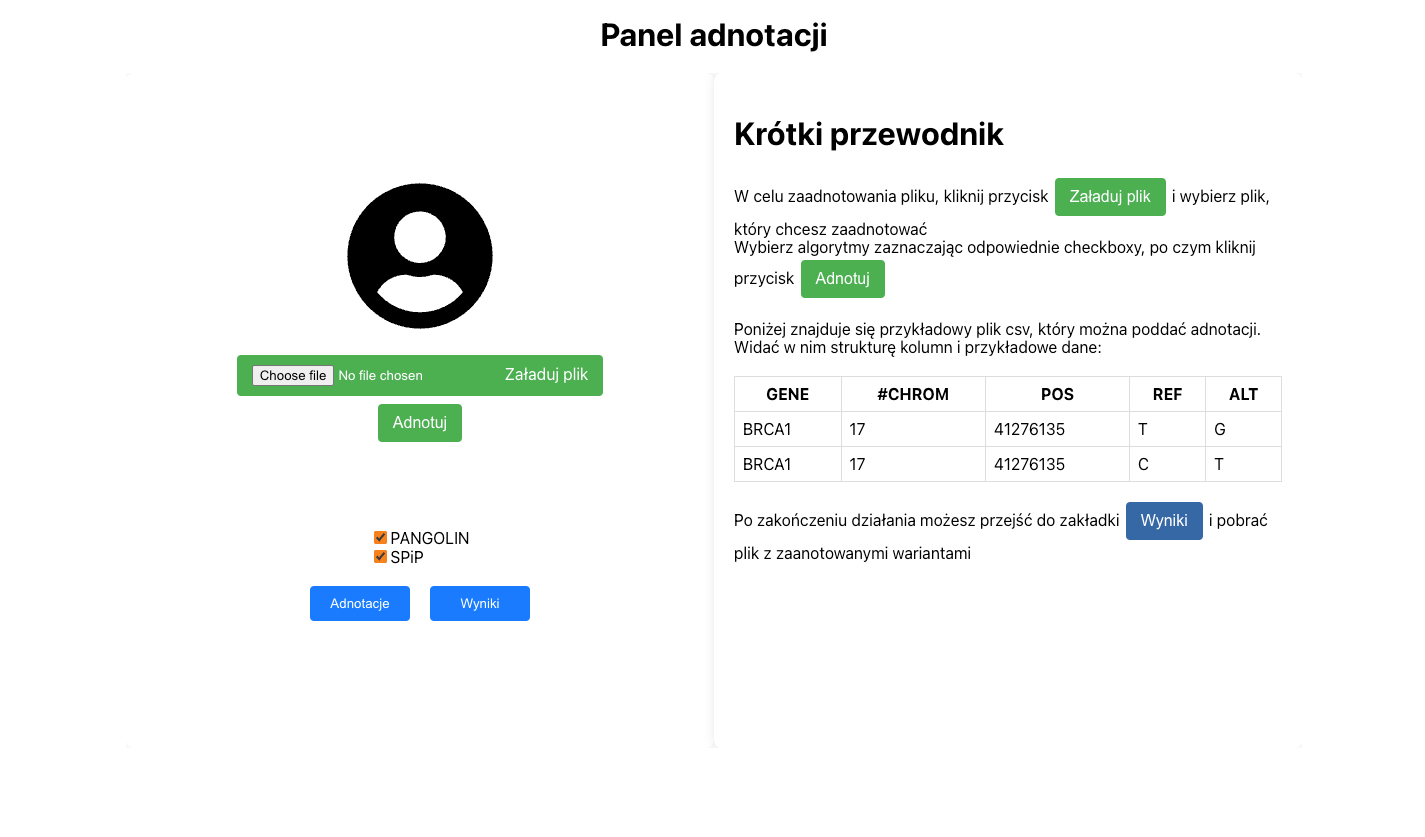 Panel adnotacji
Choose file No file chosen Załaduj plik
Adnotuj
PANGOLIN
SPiP
Adnotacje Wyniki
Krótki przewodnik
W celu zaadnotowania pliku, kliknij przycisk Załaduj plik i wybierz plik,
który chcesz zaadnotować
Wybierz algorytmy zaznaczając odpowiednie checkboxy, po czym kliknij
przycisk Adnotuj
Poniżej znajduje się przykładowy plik csv, który można poddać adnotacji.
Widać w nim strukturę kolumn i przykładowe dane:
GENE #CHROM POS REF ALT
BRCA1 17 41276135 T G
BRCA1 17 41276135 C T
Po zakończeniu działania możesz przejść do zakładki Wyniki i pobrać
plik z zaanotowanymi wariantami